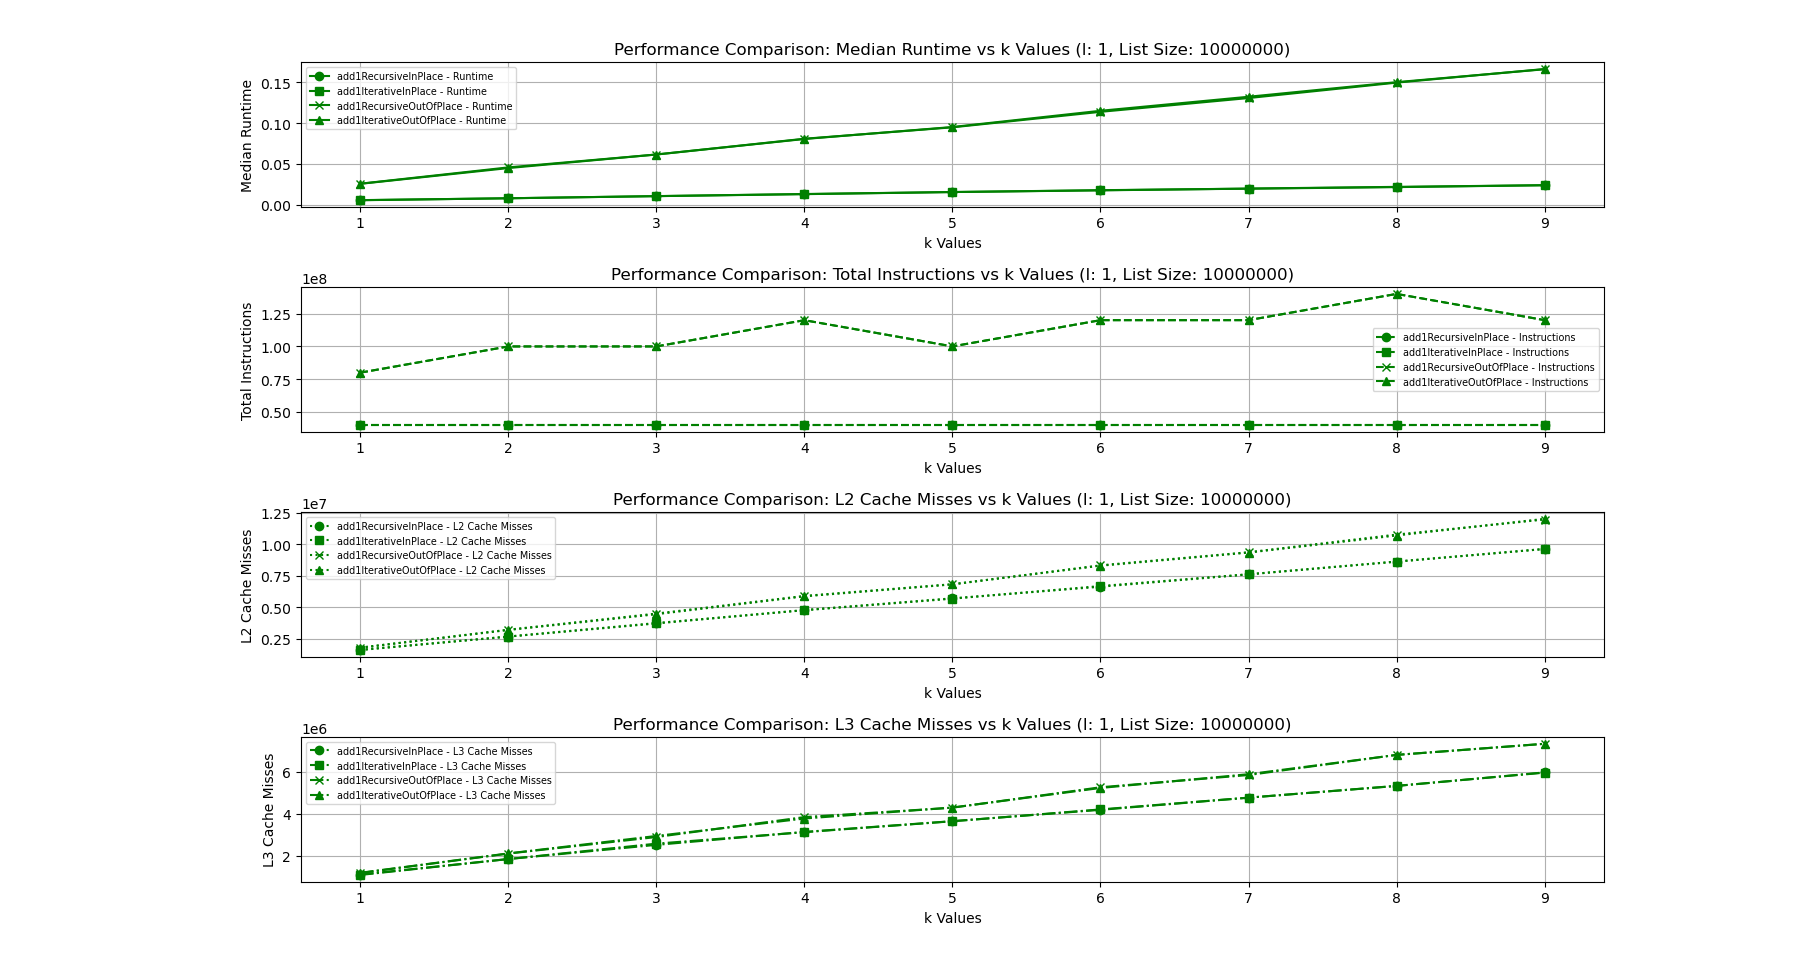 Performance Comparison: Median Runtime vs k Values (l: 1, List Size: 10000000)
Median Runtime
0.15
0.10
0.05
0.00
add1RecursiveInPlace - Runtime
add1IterativeInPlace - Runtime
add1RecursiveOutOfPlace - Runtime
add1IterativeOutOfPlace - Runtime
1 2 3 4 5 6 7 8 9
k Values
Performance Comparison: Total Instructions vs k Values (l: 1, List Size: 10000000)
1e8
Total Instructions
1.25
1.00
0.75
0.50
add1RecursiveInPlace - Instructions
add1IterativeInPlace - Instructions
add1RecursiveOutOfPlace - Instructions
add1IterativeOutOfPlace - Instructions
1 2 3 4 5 6 7 8 9
k Values
Performance Comparison: L2 Cache Misses vs k Values (l: 1, List Size: 10000000)
1e7
L2 Cache Misses
1.25
1.00
0.75
0.50
0.25
add1RecursiveInPlace - L2 Cache Misses
add1IterativeInPlace - L2 Cache Misses
add1RecursiveOutOfPlace - L2 Cache Misses
add1IterativeOutOfPlace - L2 Cache Misses
1 2 3 4 5 6 7 8 9
k Values
Performance Comparison: L3 Cache Misses vs k Values (l: 1, List Size: 10000000)
1e6
L3 Cache Misses
6
4
2
add1RecursiveInPlace - L3 Cache Misses
add1IterativeInPlace - L3 Cache Misses
add1RecursiveOutOfPlace - L3 Cache Misses
add1IterativeOutOfPlace - L3 Cache Misses
1 2 3 4 5 6 7 8 9
k Values